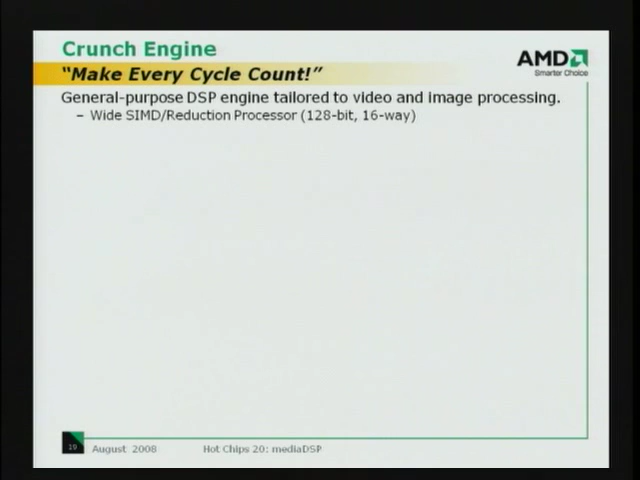 Crunch Engine
"Make Every Cycle Count!"
AMD
Smarter Choice
General-purpose DSP engine tailored to video and image processing.
– Wide SIMD/Reduction Processor (128-bit, 16-way)
19
August 2008
Hot Chips 20: mediaDSP